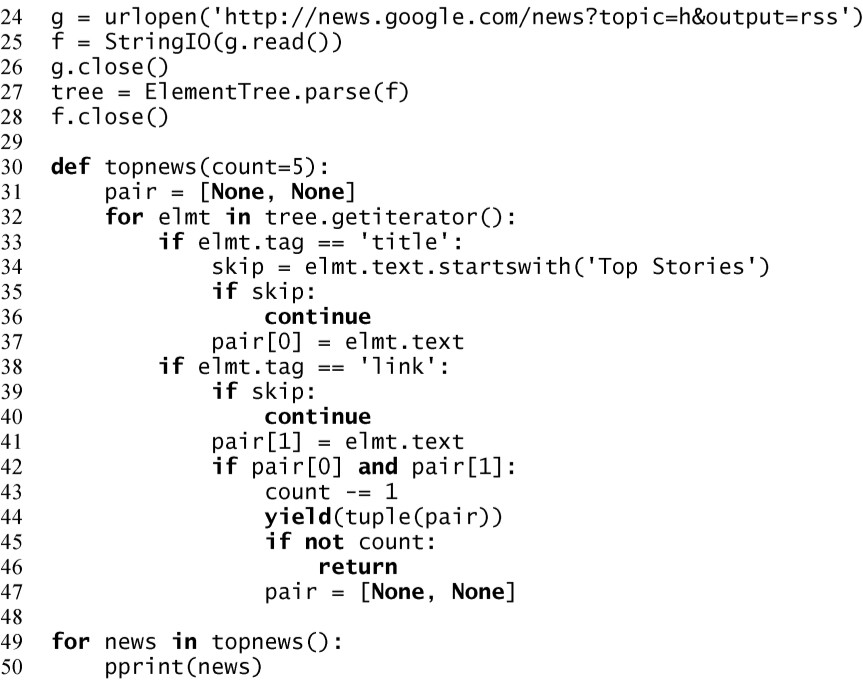 24 g = urlopen('http://news.google.com/news?topic=h&output=rss')
25 f = StringIO(g.read())
26 g.close()
27 tree = ElementTree.parse(f)
28 f.close()
29
30 def topnews(count=5):
31     pair = [None, None]
32     for elmt in tree.getiterator():
33         if elmt.tag == 'title':
34             skip = elmt.text.startswith('Top Stories')
35             if skip:
36                 continue
37             pair[0] = elmt.text
38         if elmt.tag == 'link':
39             if skip:
40                 continue
41             pair[1] = elmt.text
42             if pair[0] and pair[1]:
43                 count -= 1
44                 yield(tuple(pair))
45                 if not count:
46                     return
47                 pair = [None, None]
48
49 for news in topnews():
50     pprint(news)